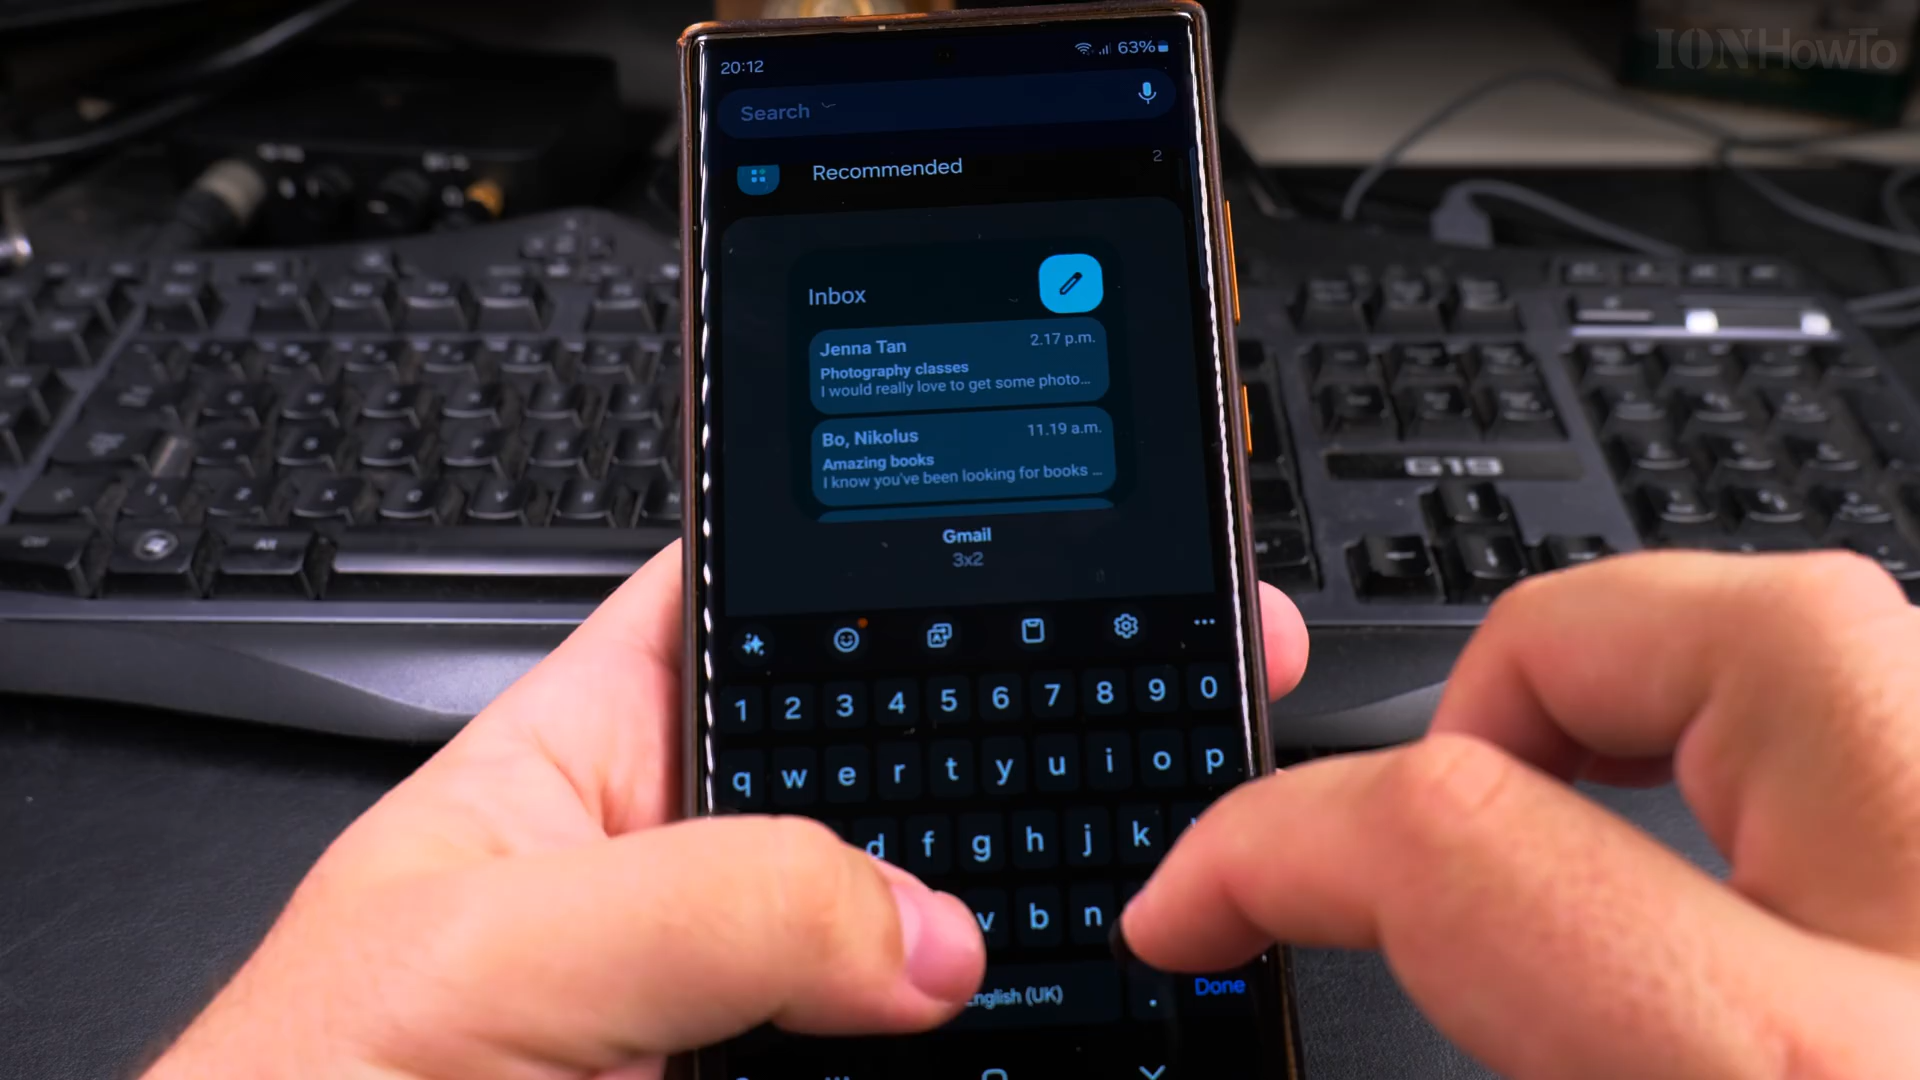 IONHowTo
20:12
63%
Search
Recommended
2
Inbox
Jenna Tan
2.17 p.m.
Photography classes
I would really love to get some photo...
Bo, Nikolus
11.19 a.m.
Amazing books
I know you've been looking for books ...
Gmail
3x2
1 2 3 4 5 6 7 8 9 0
q w e r t y u i o p
d f g h j k
v b n
English (UK)
.
Done
G19